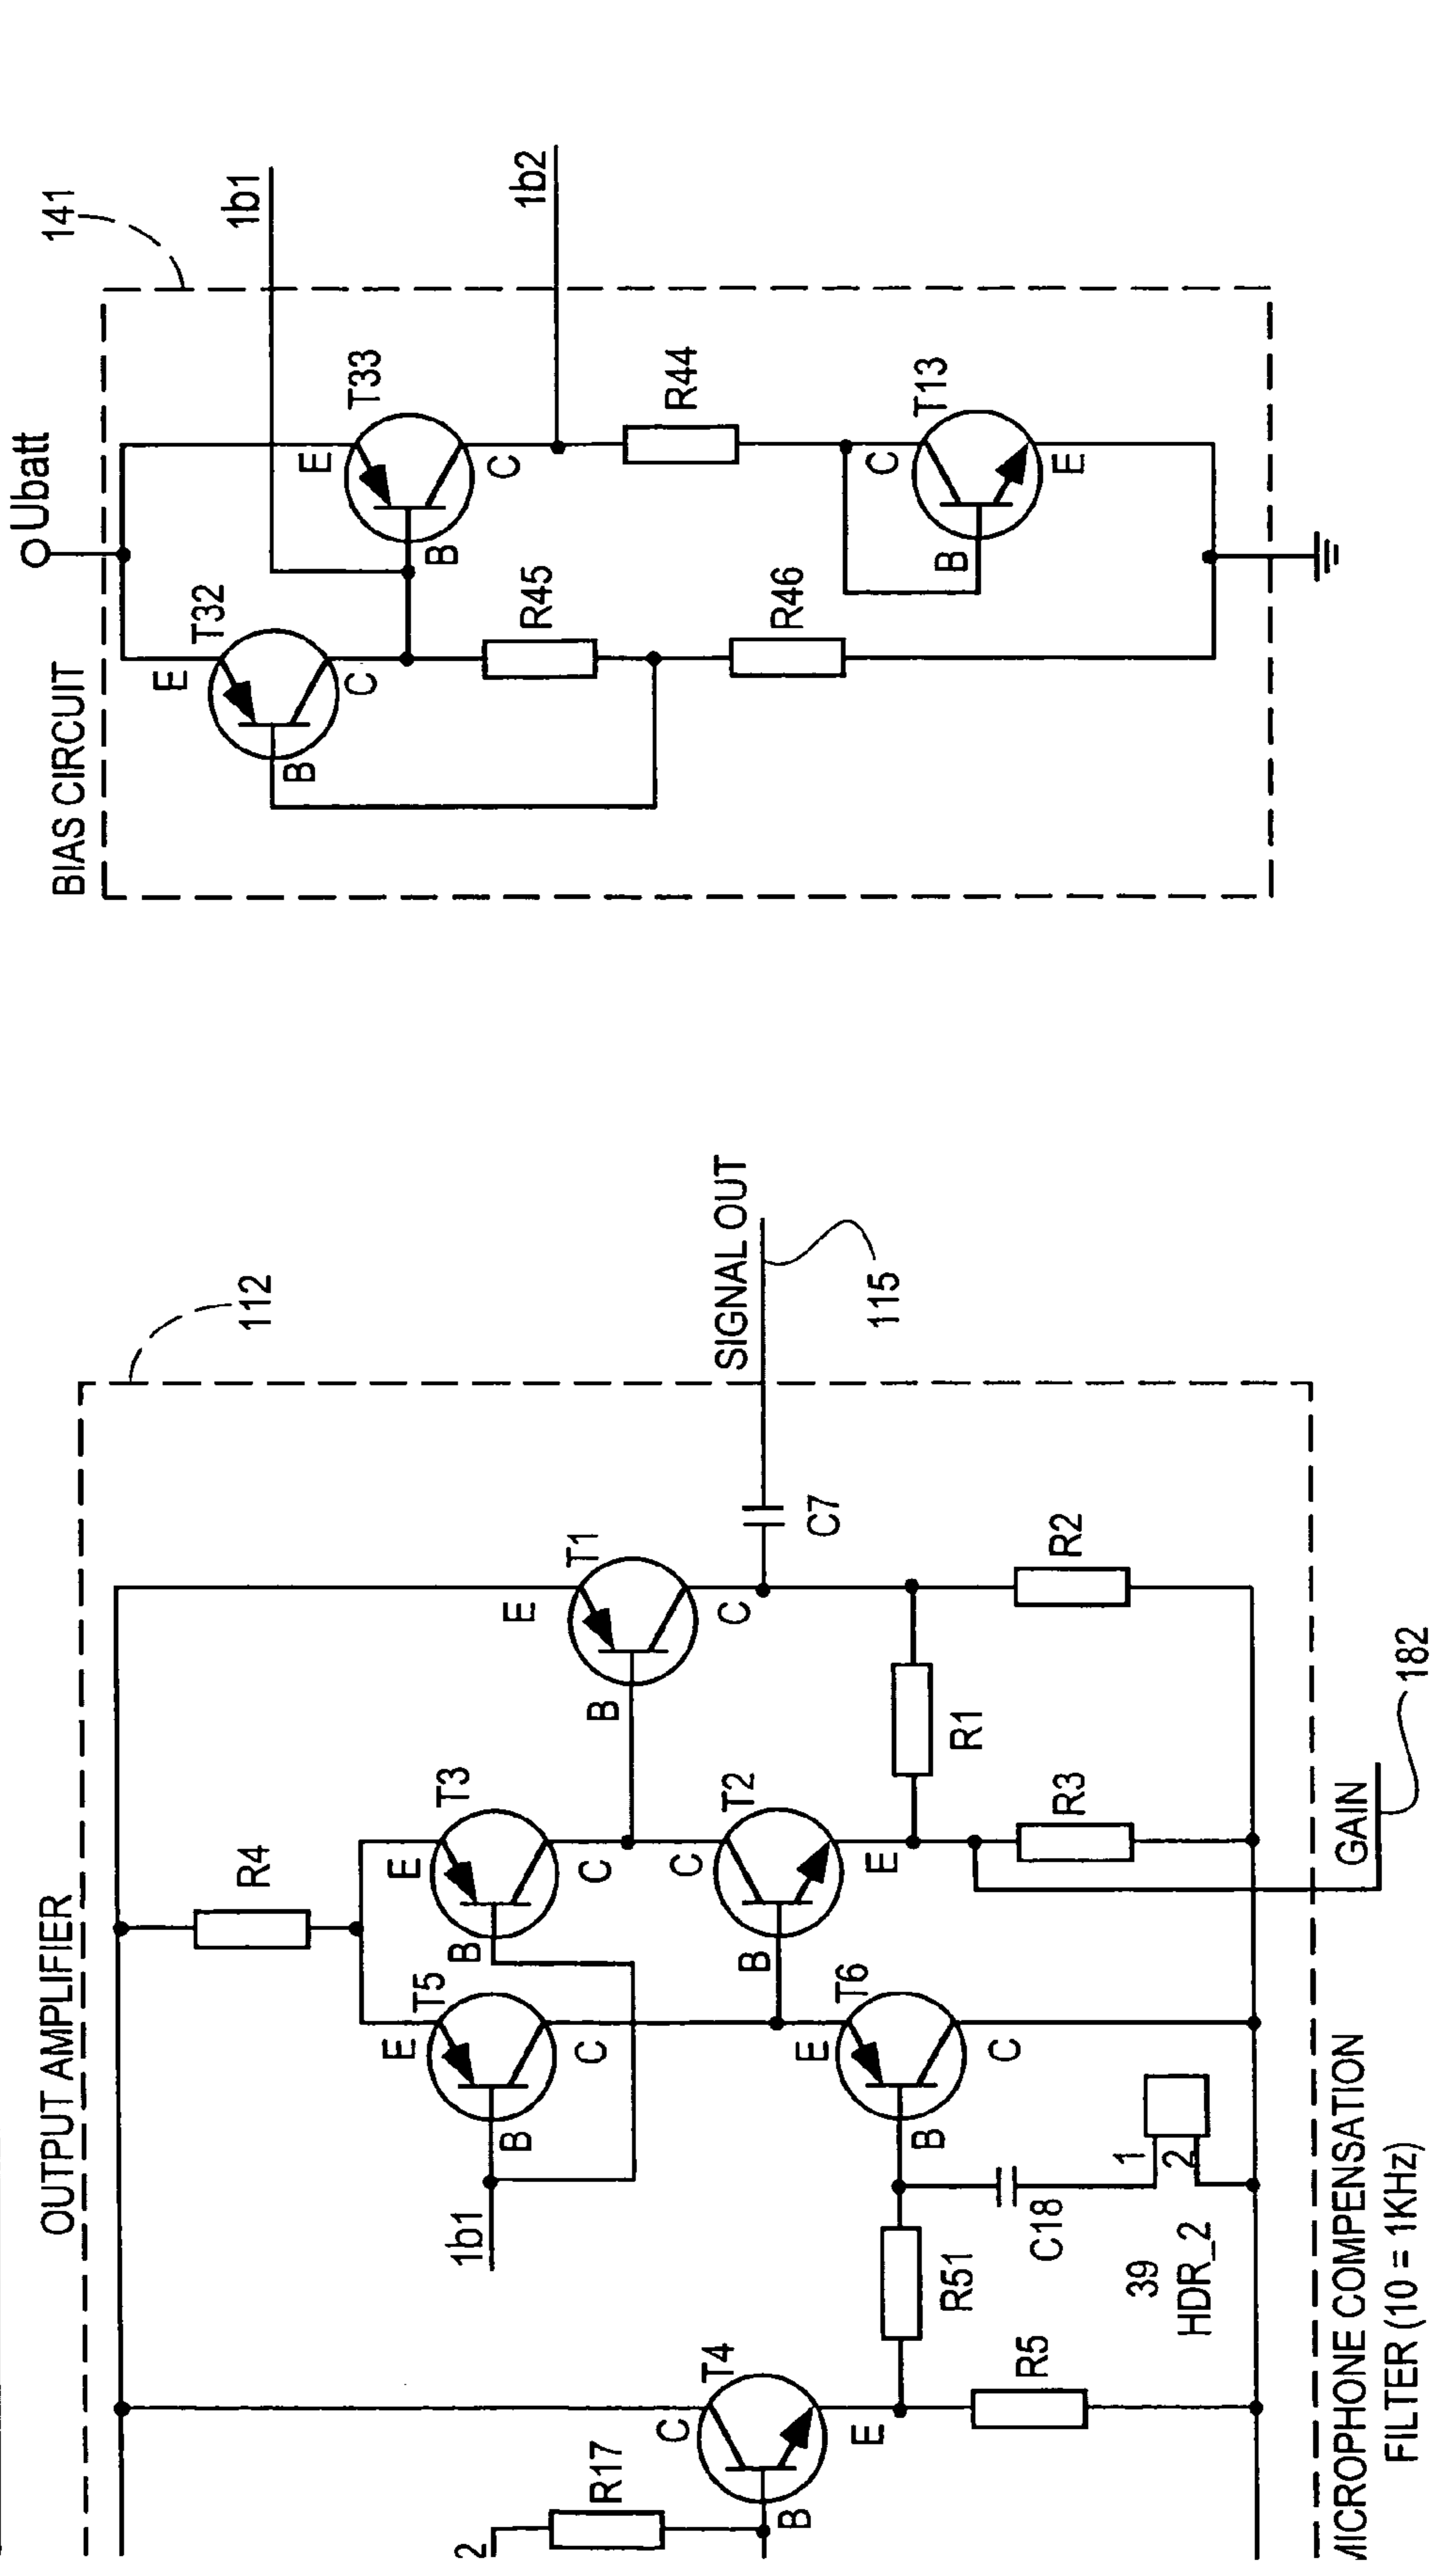 BIAS CIRCUIT
141
Ubatt
1b1
1b2
T32
E
C
B
T33
E
C
B
R45
R46
R44
T13
C
B
E
OUTPUT AMPLIFIER
112
R4
T5
E
B
C
1b1
T3
E
B
C
T1
E
B
C
T2
C
B
E
T6
E
B
C
C7
SIGNAL OUT
115
R1
R2
R3
GAIN
182
R51
C18
1
2
39
HDR_2
T4
C
B
E
R5
R17
2
MICROPHONE COMPENSATION
FILTER (10 = 1KHz)